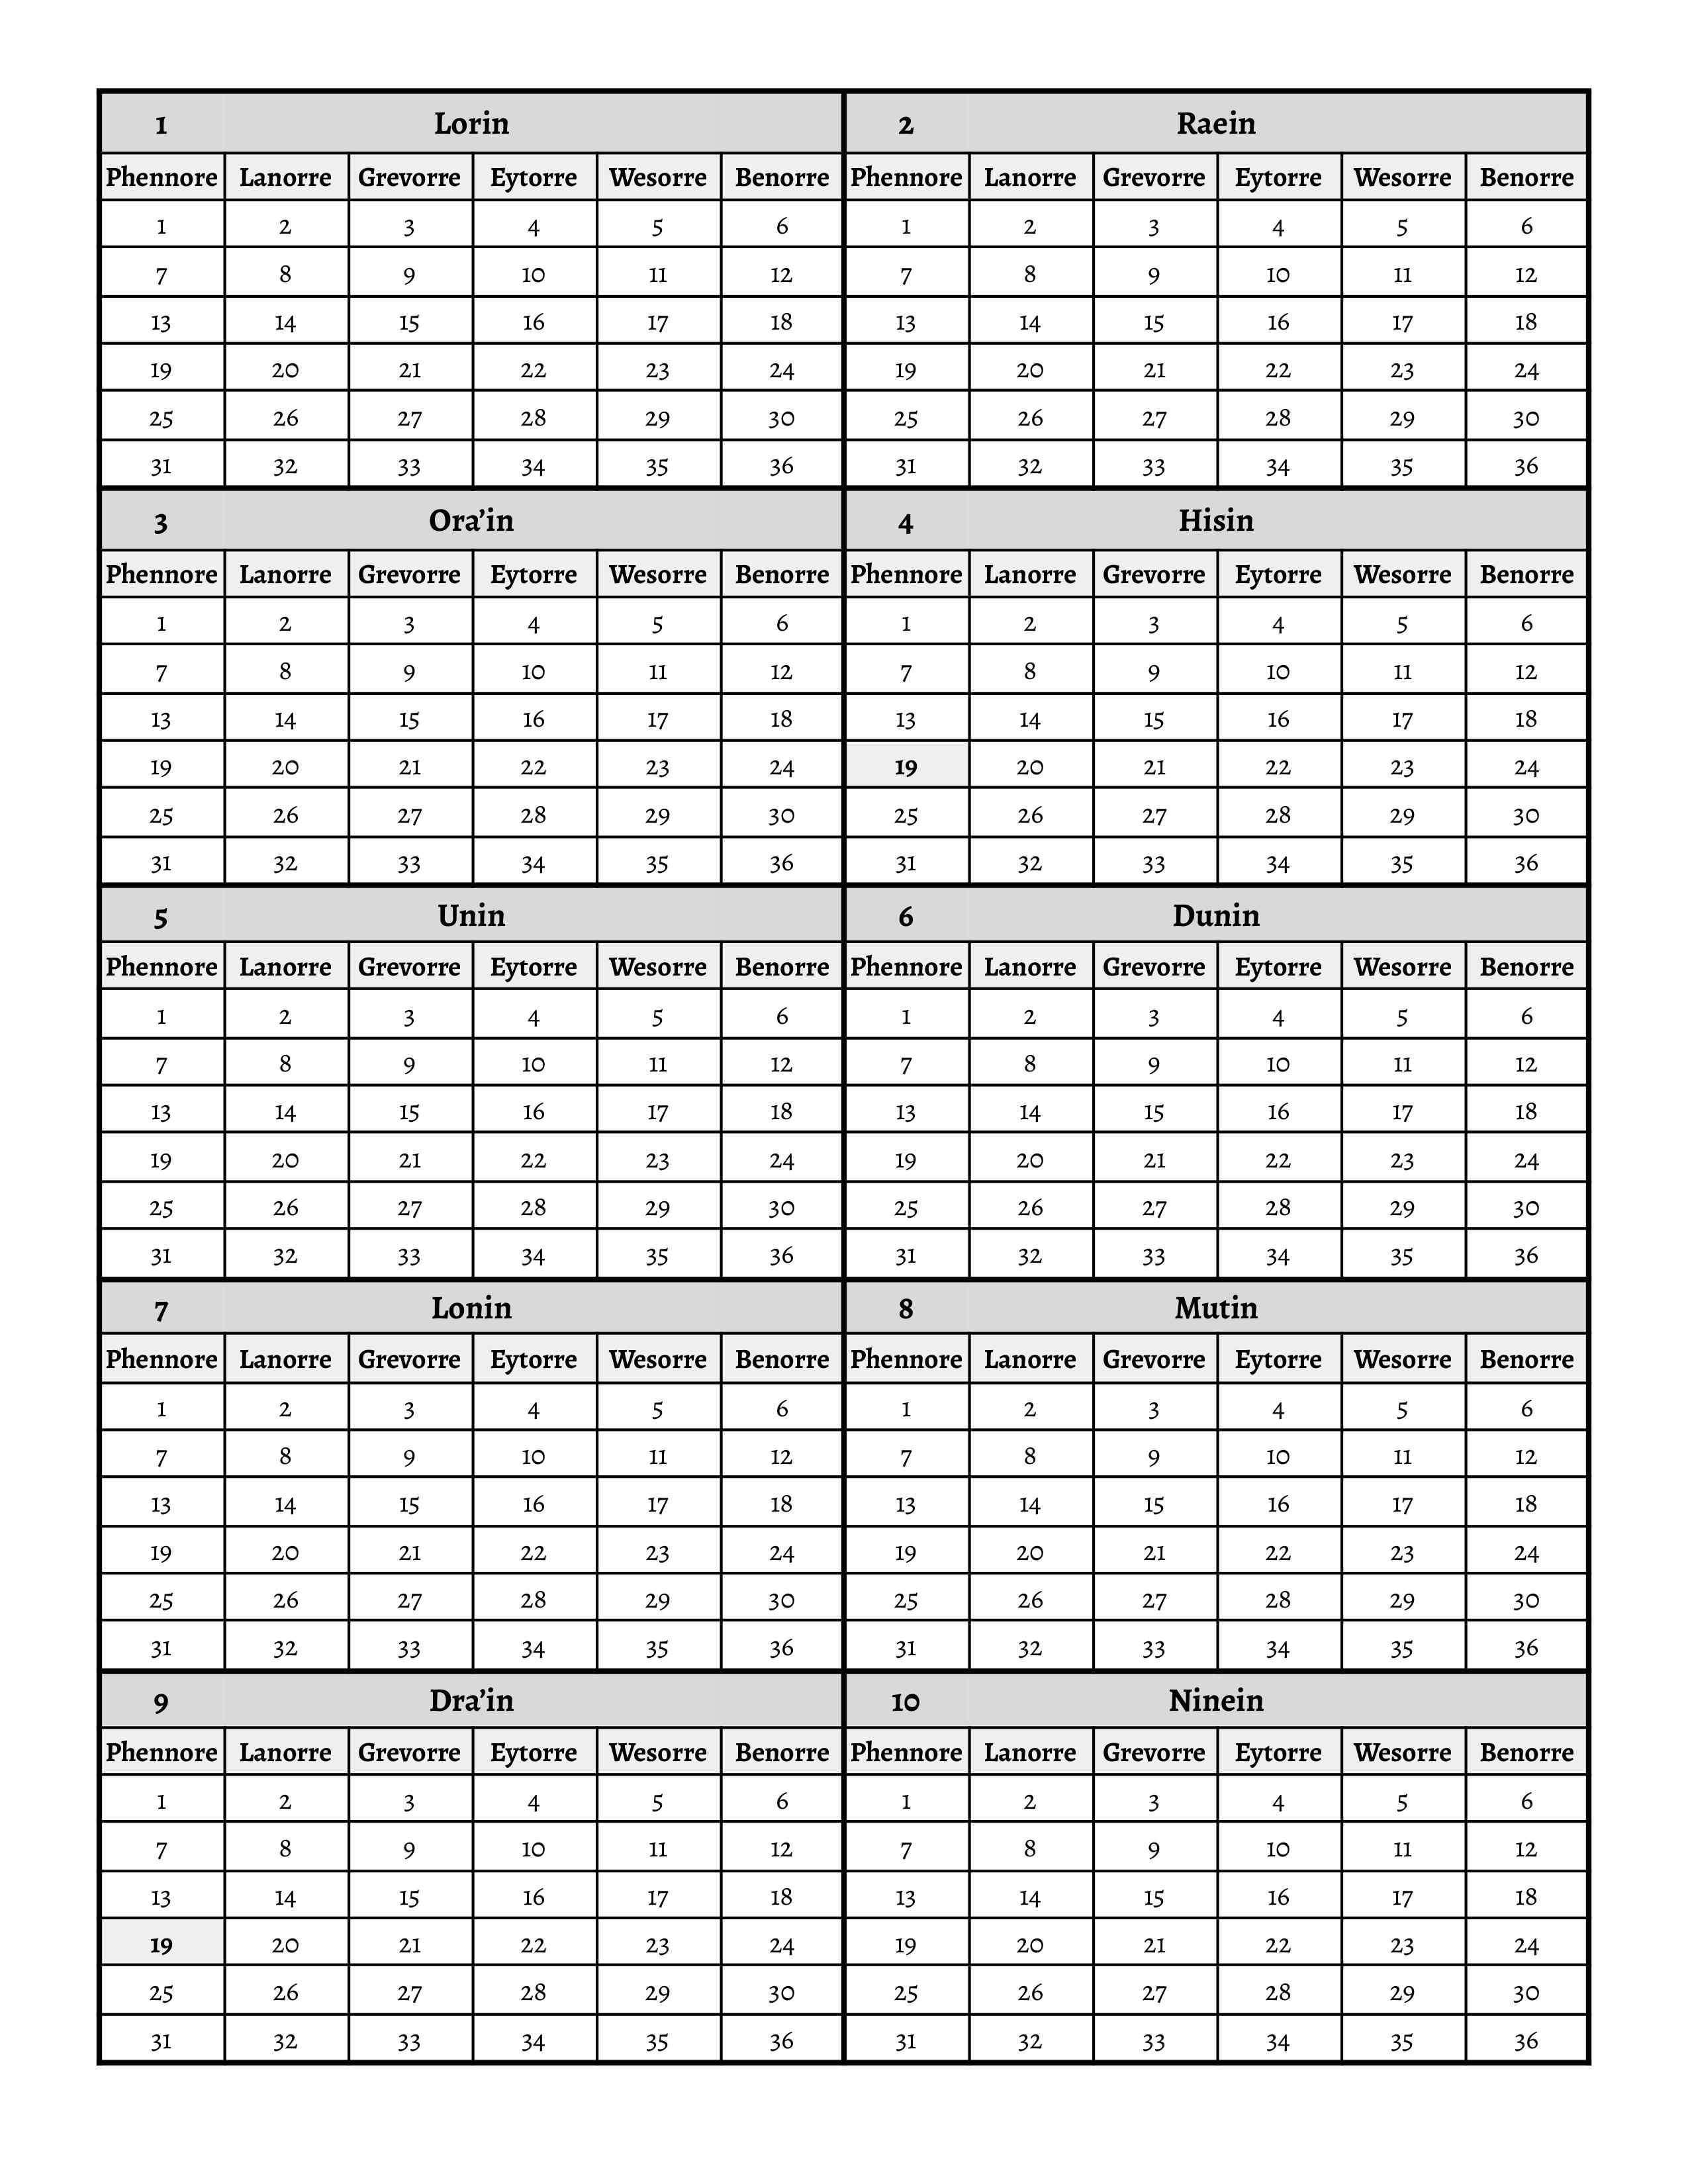 1 Lorin
Phennore Lanorre Grevorre Eytorre Wesorre Benorre
1 2 3 4 5 6
7 8 9 10 11 12
13 14 15 16 17 18
19 20 21 22 23 24
25 26 27 28 29 30
31 32 33 34 35 36
2 Raein
Phennore Lanorre Grevorre Eytorre Wesorre Benorre
1 2 3 4 5 6
7 8 9 10 11 12
13 14 15 16 17 18
19 20 21 22 23 24
25 26 27 28 29 30
31 32 33 34 35 36
3 Ora’in
Phennore Lanorre Grevorre Eytorre Wesorre Benorre
1 2 3 4 5 6
7 8 9 10 11 12
13 14 15 16 17 18
19 20 21 22 23 24
25 26 27 28 29 30
31 32 33 34 35 36
4 Hisin
Phennore Lanorre Grevorre Eytorre Wesorre Benorre
1 2 3 4 5 6
7 8 9 10 11 12
13 14 15 16 17 18
19 20 21 22 23 24
25 26 27 28 29 30
31 32 33 34 35 36
5 Unin
Phennore Lanorre Grevorre Eytorre Wesorre Benorre
1 2 3 4 5 6
7 8 9 10 11 12
13 14 15 16 17 18
19 20 21 22 23 24
25 26 27 28 29 30
31 32 33 34 35 36
6 Dunin
Phennore Lanorre Grevorre Eytorre Wesorre Benorre
1 2 3 4 5 6
7 8 9 10 11 12
13 14 15 16 17 18
19 20 21 22 23 24
25 26 27 28 29 30
31 32 33 34 35 36
7 Lonin
Phennore Lanorre Grevorre Eytorre Wesorre Benorre
1 2 3 4 5 6
7 8 9 10 11 12
13 14 15 16 17 18
19 20 21 22 23 24
25 26 27 28 29 30
31 32 33 34 35 36
8 Mutin
Phennore Lanorre Grevorre Eytorre Wesorre Benorre
1 2 3 4 5 6
7 8 9 10 11 12
13 14 15 16 17 18
19 20 21 22 23 24
25 26 27 28 29 30
31 32 33 34 35 36
9 Dra’in
Phennore Lanorre Grevorre Eytorre Wesorre Benorre
1 2 3 4 5 6
7 8 9 10 11 12
13 14 15 16 17 18
19 20 21 22 23 24
25 26 27 28 29 30
31 32 33 34 35 36
10 Ninein
Phennore Lanorre Grevorre Eytorre Wesorre Benorre
1 2 3 4 5 6
7 8 9 10 11 12
13 14 15 16 17 18
19 20 21 22 23 24
25 26 27 28 29 30
31 32 33 34 35 36